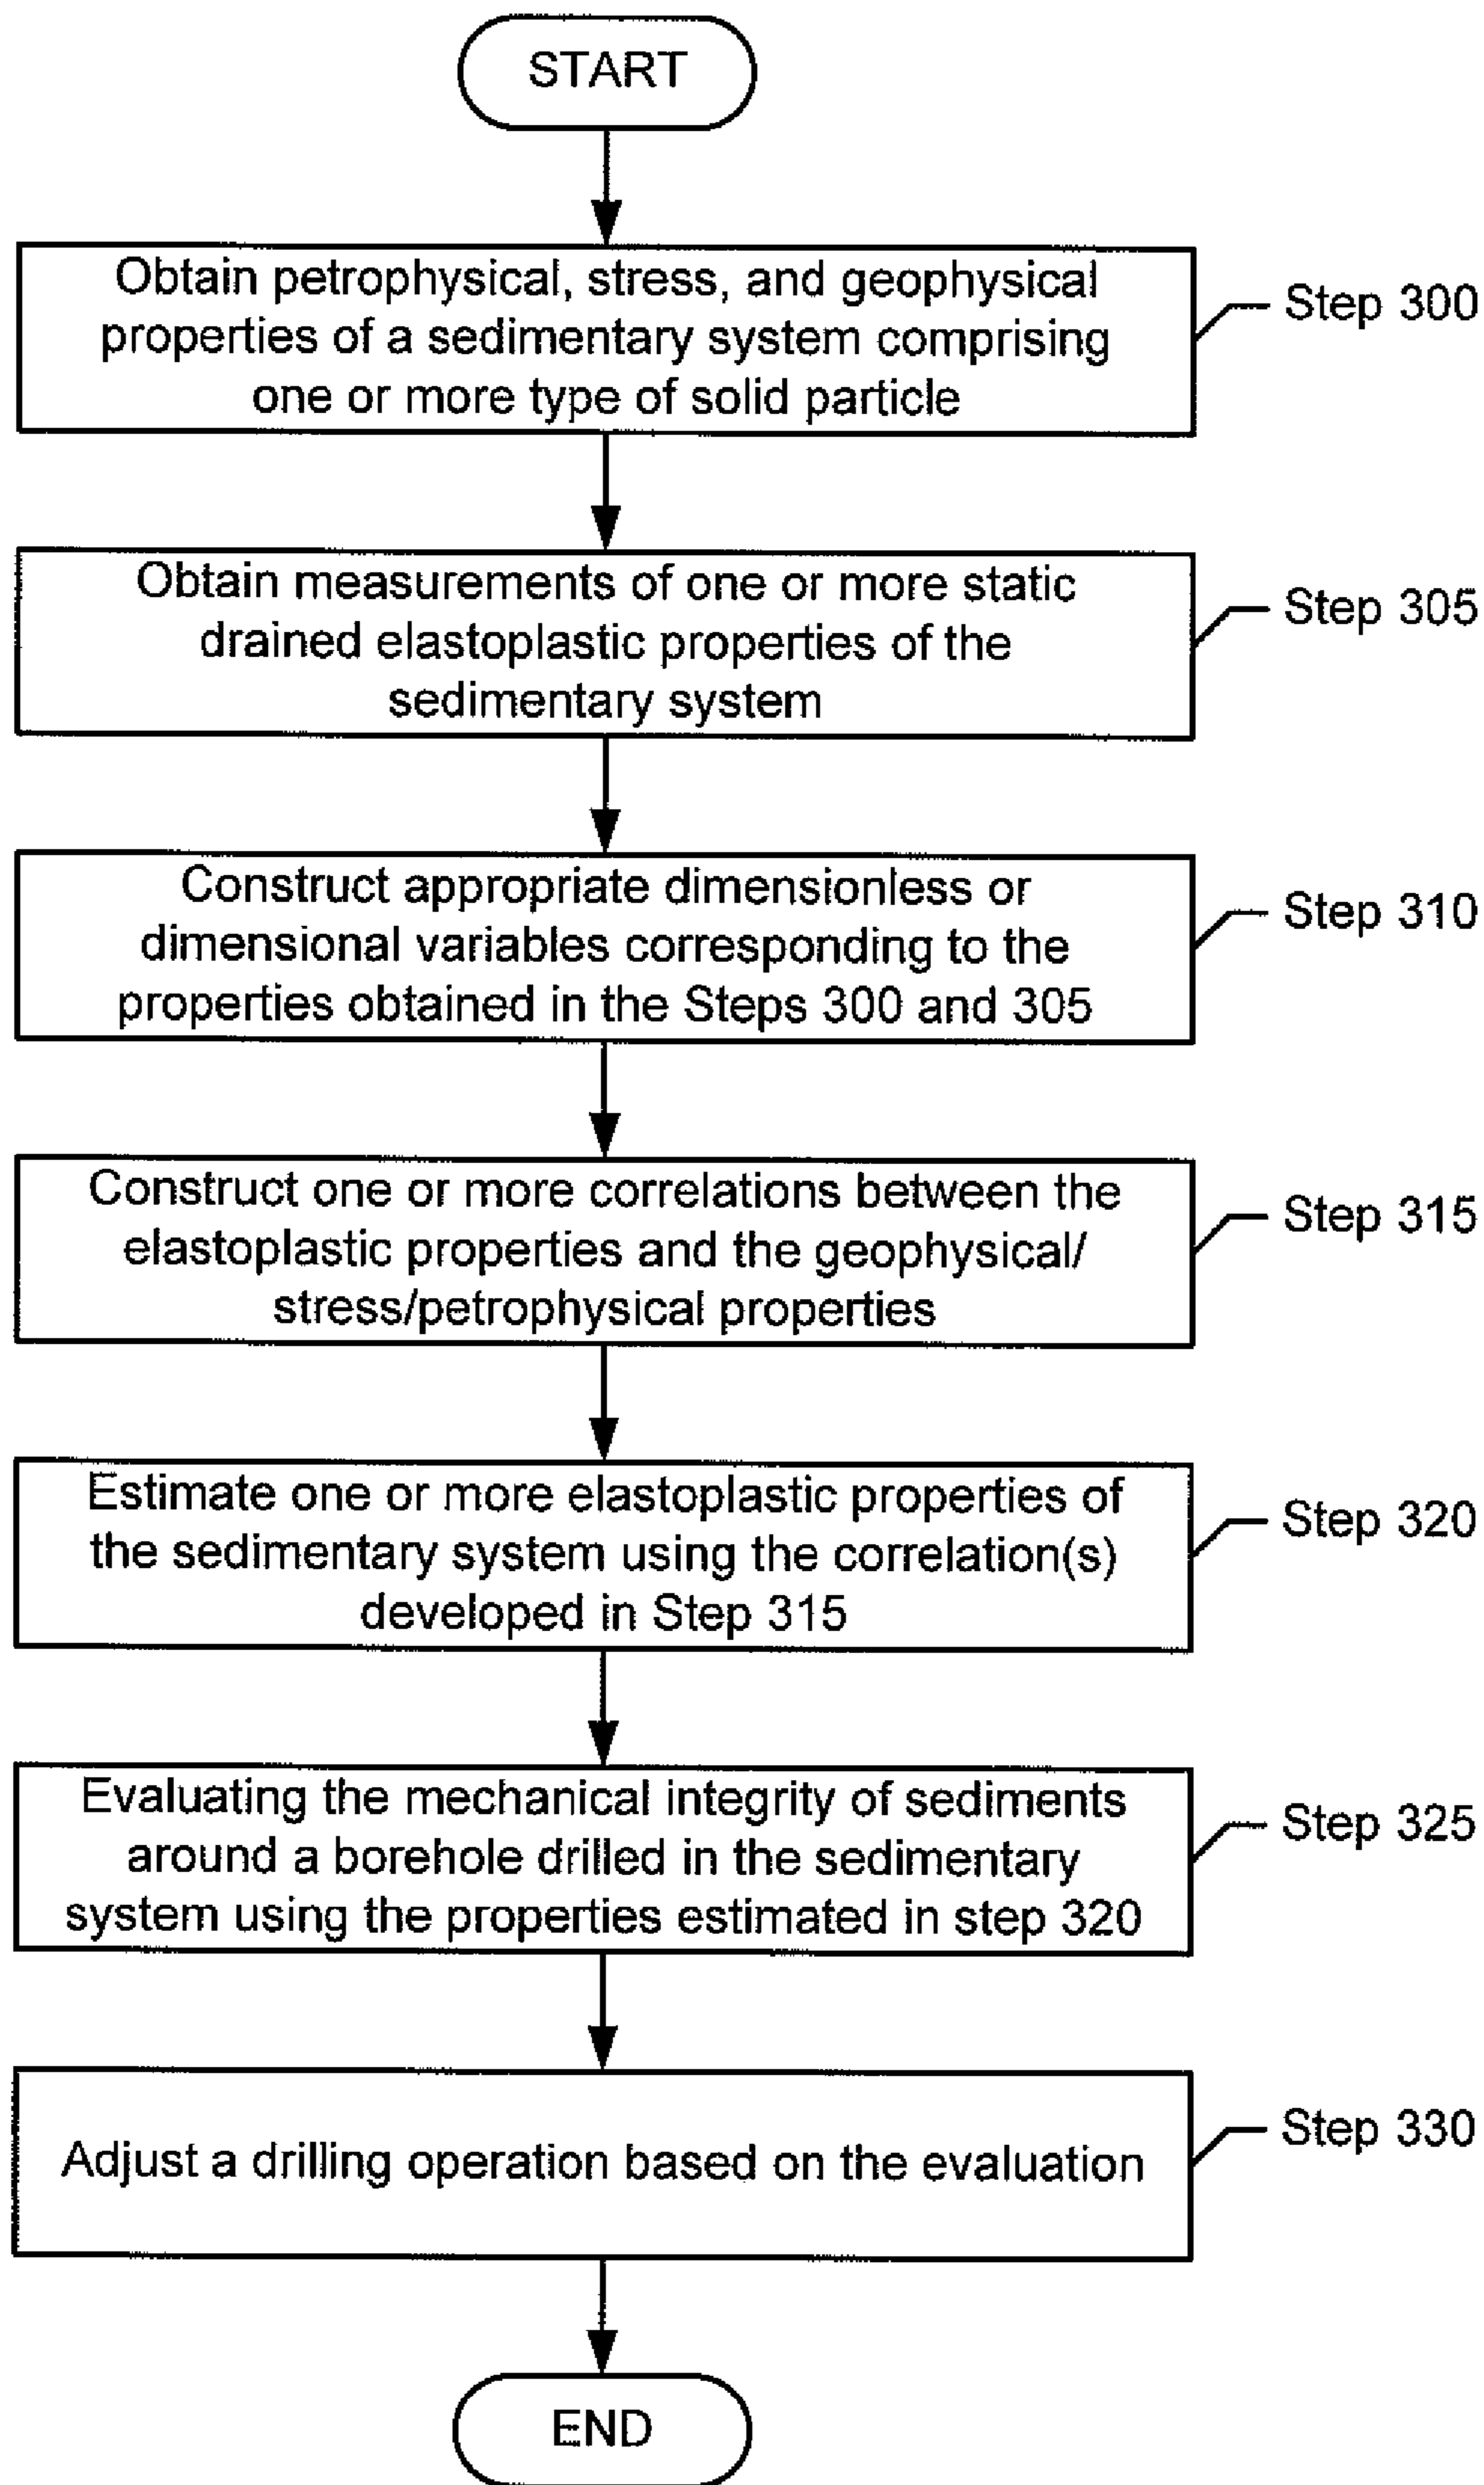 START
Obtain petrophysical, stress, and geophysical
properties of a sedimentary system comprising
one or more type of solid particle
Step 300
Obtain measurements of one or more static
drained elastoplastic properties of the
sedimentary system
Step 305
Construct appropriate dimensionless or
dimensional variables corresponding to the
properties obtained in the Steps 300 and 305
Step 310
Construct one or more correlations between the
elastoplastic properties and the geophysical/
stress/petrophysical properties
Step 315
Estimate one or more elastoplastic properties of
the sedimentary system using the correlation(s)
developed in Step 315
Step 320
Evaluating the mechanical integrity of sediments
around a borehole drilled in the sedimentary
system using the properties estimated in step 320
Step 325
Adjust a drilling operation based on the evaluation
Step 330
END